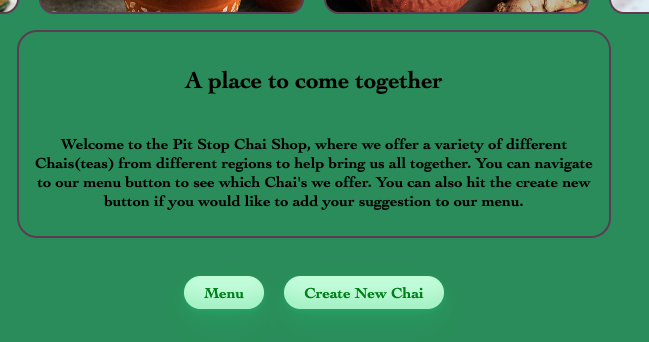 A place to come together
Welcome to the Pit Stop Chai Shop, where we offer a variety of different
Chais(teas) from different regions to help bring us all together. You can navigate
to our menu button to see which Chai's we offer. You can also hit the create new
button if you would like to add your suggestion to our menu.
Menu
Create New Chai